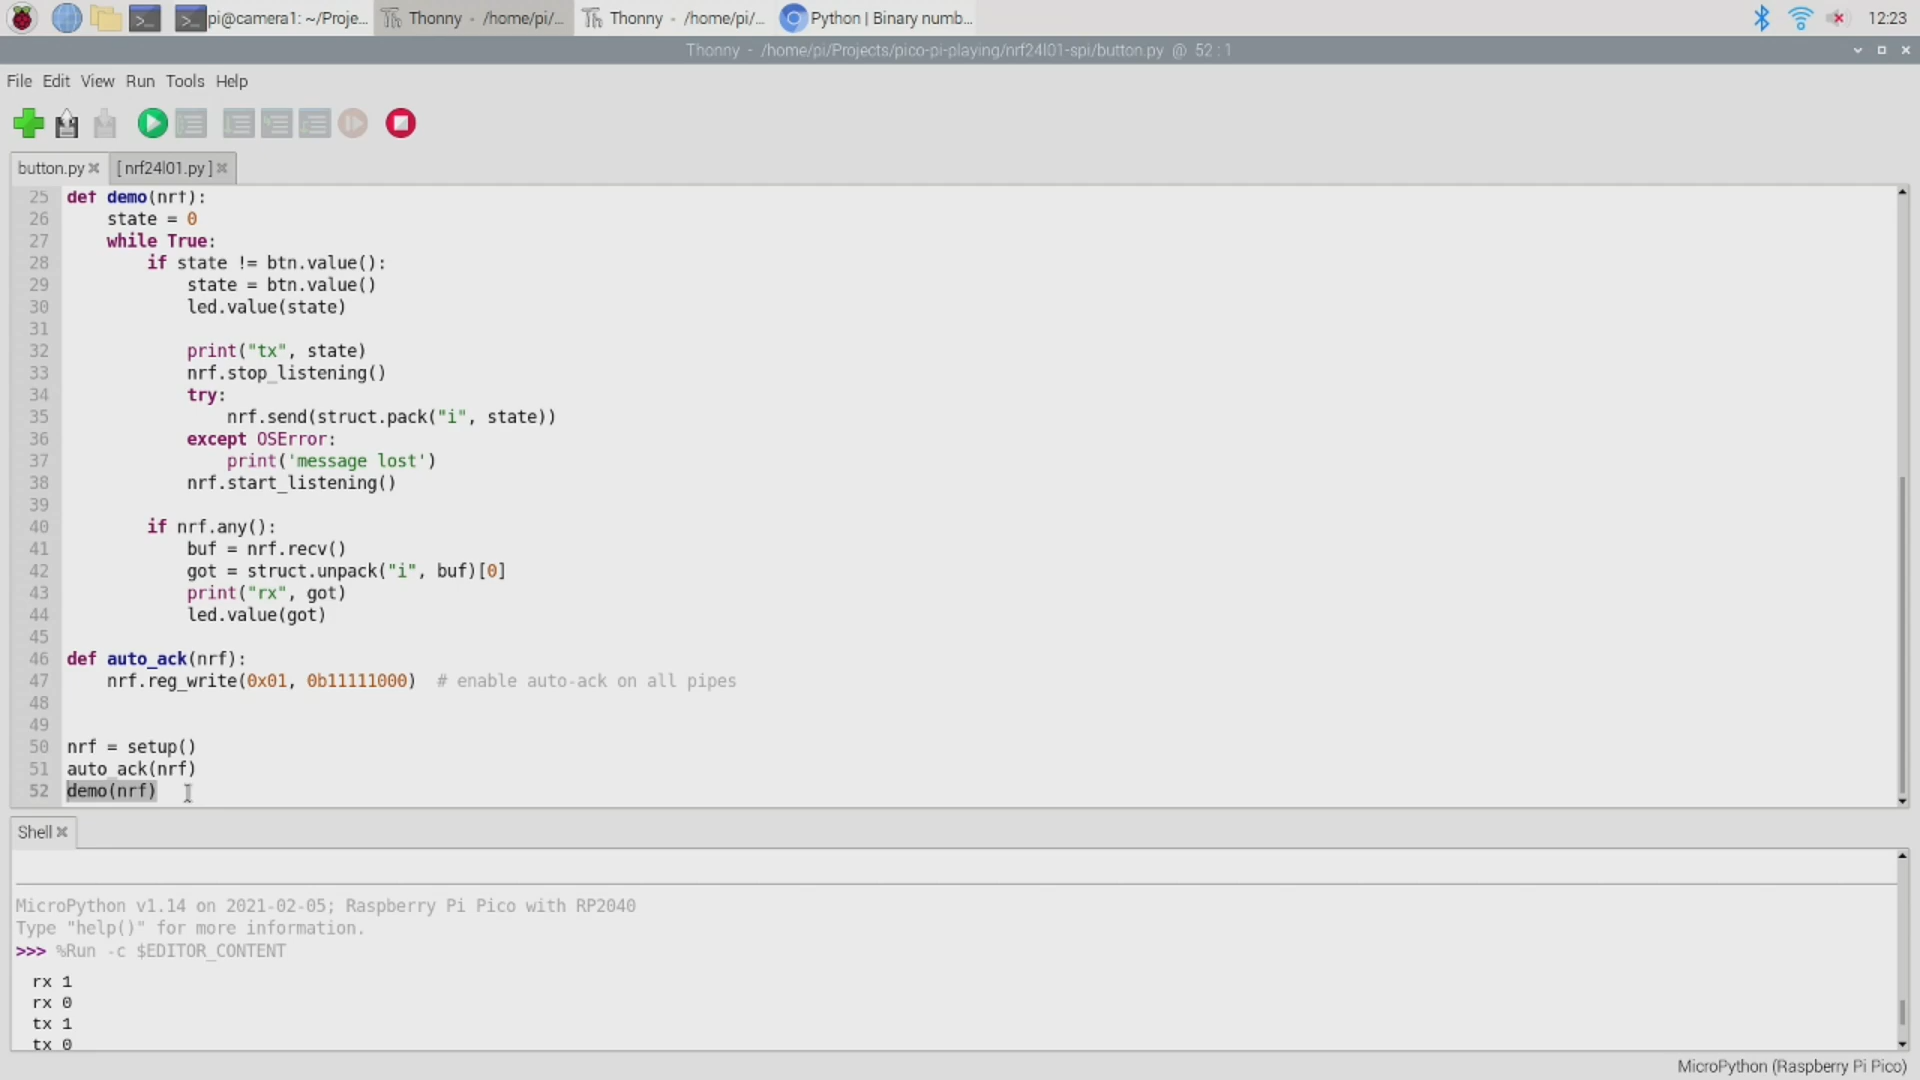 pi@camera1: ~/Proje...
Thonny - /home/pi/...
Thonny - /home/pi/...
Python | Binary numb...
12:23
Thonny - /home/pi/Projects/pico-pi-playing/nrf24l01-spi/button.py @ 52 : 1
File Edit View Run Tools Help
button.py
[ nrf24l01.py ]
25 def demo(nrf):
26     state = 0
27     while True:
28         if state != btn.value():
29             state = btn.value()
30             led.value(state)
31
32             print("tx", state)
33             nrf.stop_listening()
34             try:
35                 nrf.send(struct.pack("i", state))
36             except OSError:
37                 print('message lost')
38             nrf.start_listening()
39
40         if nrf.any():
41             buf = nrf.recv()
42             got = struct.unpack("i", buf)[0]
43             print("rx", got)
44             led.value(got)
45
46 def auto_ack(nrf):
47     nrf.reg_write(0x01, 0b11111000)  # enable auto-ack on all pipes
48
49
50 nrf = setup()
51 auto_ack(nrf)
52 demo(nrf)
Shell
MicroPython v1.14 on 2021-02-05; Raspberry Pi Pico with RP2040
Type "help()" for more information.
>>> %Run -c $EDITOR_CONTENT
rx 1
rx 0
tx 1
tx 0
MicroPython (Raspberry Pi Pico)